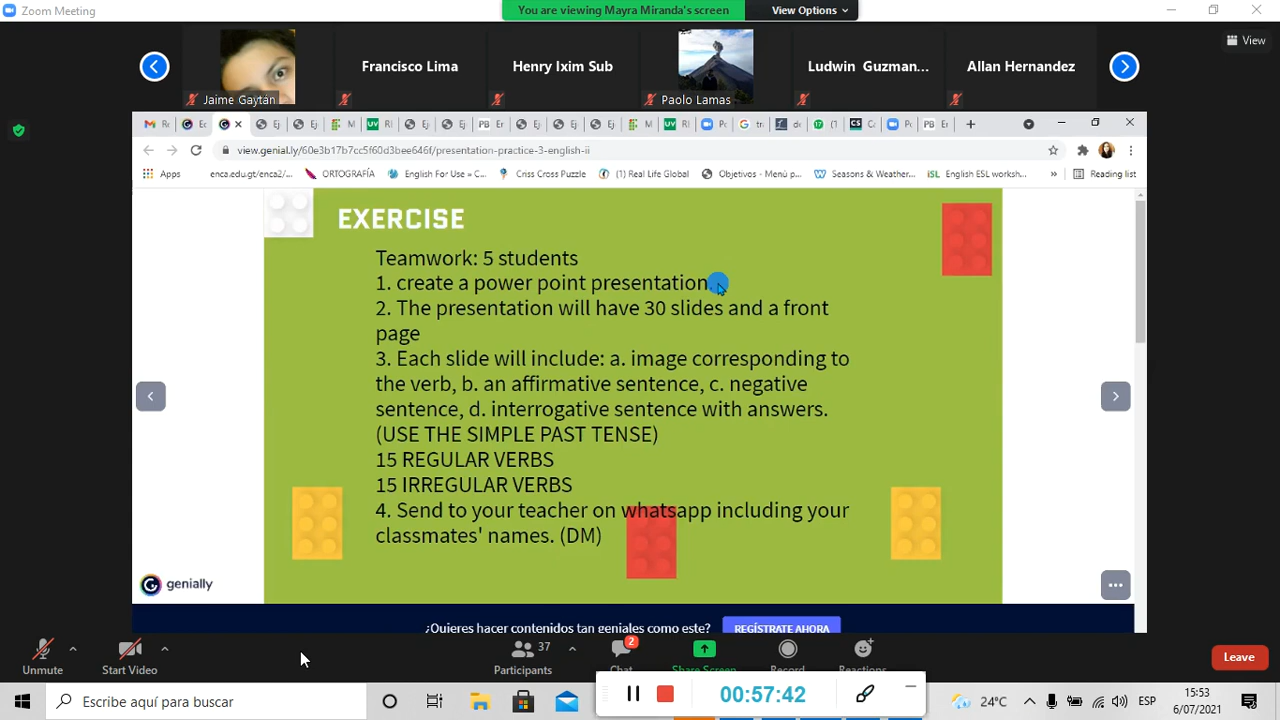 Zoom Meeting
You are viewing Mayra Miranda's screen
View Options
View
Jaime Gaytán
Francisco Lima
Henry Ixim Sub
Paolo Lamas
Ludwin Guzman...
Allan Hernandez
view.genial.ly/60e3b17b7cc5f60d3bee646f/presentation-practice-3-english-ii
Apps
enca.edu.gt/enca2/...
ORTOGRAFÍA
English For Use » C...
Criss Cross Puzzle
(1) Real Life Global
Objetivos - Menú p...
Seasons & Weather...
iSL English ESL worksh...
»
Reading list
EXERCISE
Teamwork: 5 students
1. create a power point presentation.
2. The presentation will have 30 slides and a front
page
3. Each slide will include: a. image corresponding to
the verb, b. an affirmative sentence, c. negative
sentence, d. interrogative sentence with answers.
(USE THE SIMPLE PAST TENSE)
15 REGULAR VERBS
15 IRREGULAR VERBS
4. Send to your teacher on whatsapp including your
classmates' names. (DM)
genially
¿Quieres hacer contenidos tan geniales como este?
REGÍSTRATE AHORA
Unmute
Start Video
37
Participants
2
Chat
Share Screen
Record
Reactions
Leave
Escribe aquí para buscar
00:57:42
24°C
ESP
15:53
6/07/2021